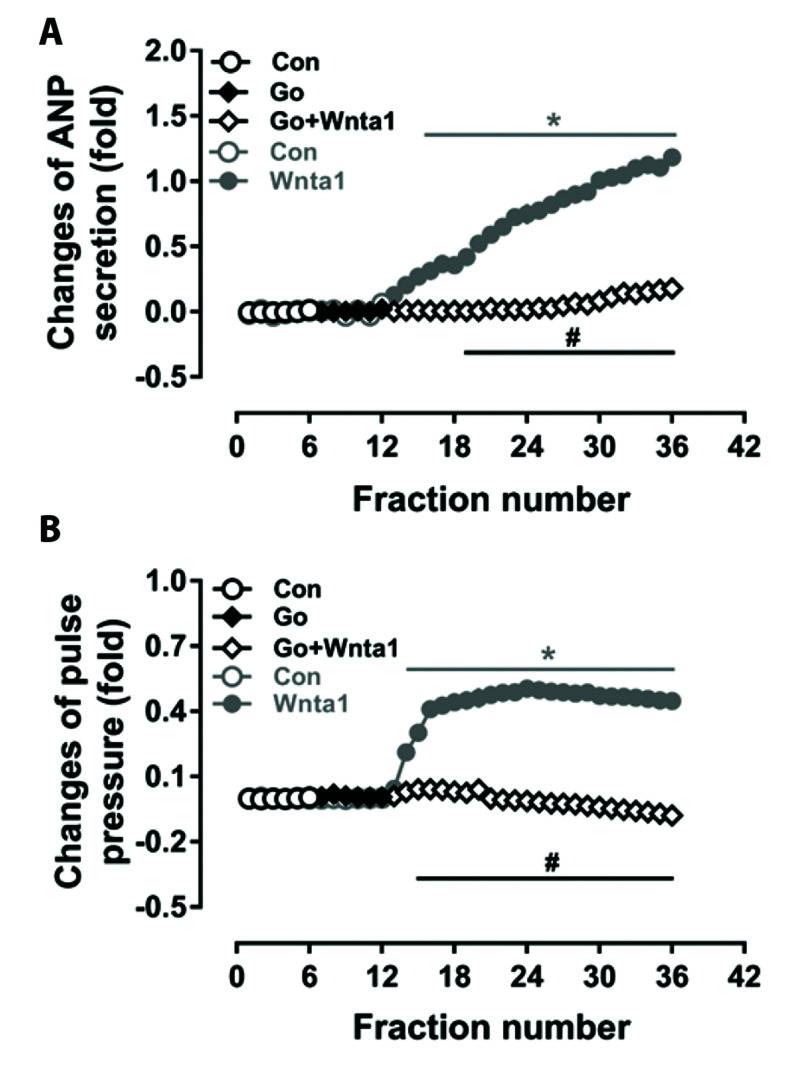 A
Changes of ANP
secretion (fold)
2.0
1.5
1.0
0.5
0.0
-0.5
Con
Go
Go+Wnta1
Con
Wnta1
*
#
0 6 12 18 24 30 36 42
Fraction number
B
Changes of pulse
pressure (fold)
1.0
0.7
0.4
0.1
-0.2
-0.5
Con
Go
Go+Wnta1
Con
Wnta1
*
#
0 6 12 18 24 30 36 42
Fraction number